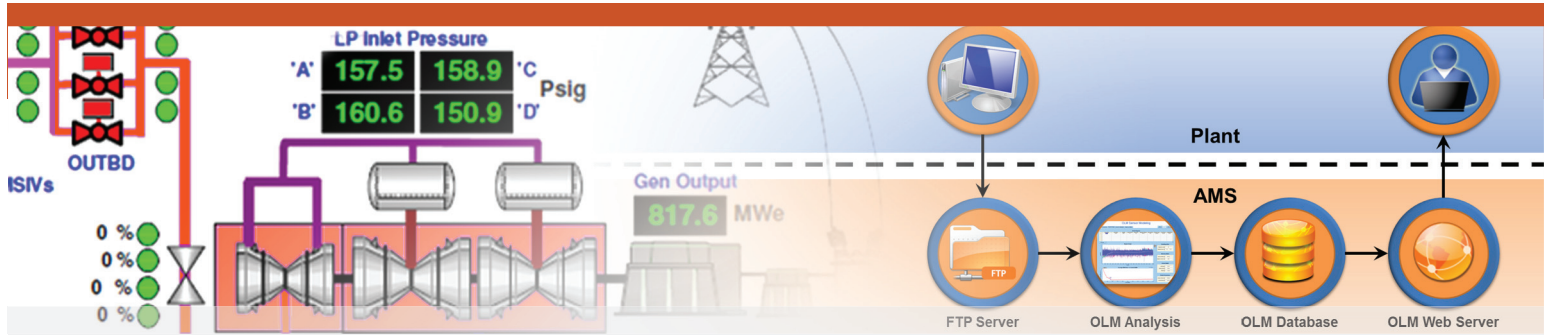 LP Inlet Pressure
'A' 157.5 158.9 'C
'B' 160.6 150.9 'D'
Psig
OUTBD
Gen Output
817.6 MWe
0 %
0 %
0 %
0 %
Plant
AMS
FTP
FTP Server
OLM Analysis
OLM Database
OLM Web Server